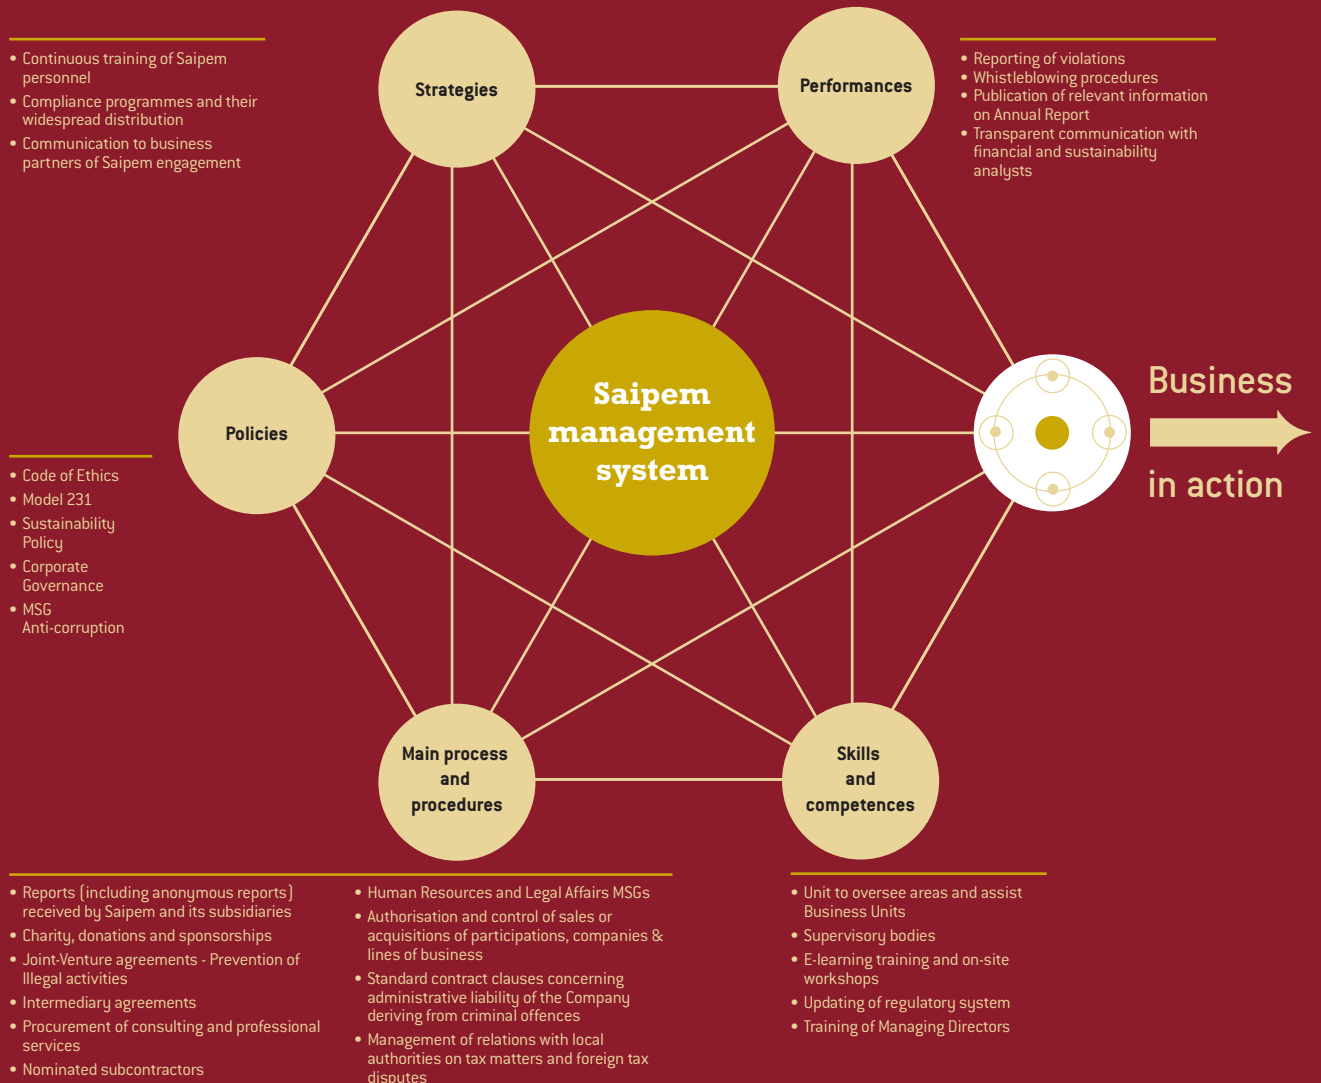 • Continuous training of Saipem
personnel
• Compliance programmes and their
widespread distribution
• Communication to business
partners of Saipem engagement
Strategies
Performances
• Reporting of violations
• Whistleblowing procedures
• Publication of relevant information
on Annual Report
• Transparent communication with
financial and sustainability
analysts
Policies
• Code of Ethics
• Model 231
• Sustainability
Policy
• Corporate
Governance
• MSG
Anti-corruption
Saipem
management
system
Business
in action
Main process
and
procedures
Skills
and
competences
• Reports (including anonymous reports)
received by Saipem and its subsidiaries
• Charity, donations and sponsorships
• Joint-Venture agreements - Prevention of
Illegal activities
• Intermediary agreements
• Procurement of consulting and professional
services
• Nominated subcontractors
• Human Resources and Legal Affairs MSGs
• Authorisation and control of sales or
acquisitions of participations, companies &
lines of business
• Standard contract clauses concerning
administrative liability of the Company
deriving from criminal offences
• Management of relations with local
authorities on tax matters and foreign tax
disputes
• Unit to oversee areas and assist
Business Units
• Supervisory bodies
• E-learning training and on-site
workshops
• Updating of regulatory system
• Training of Managing Directors